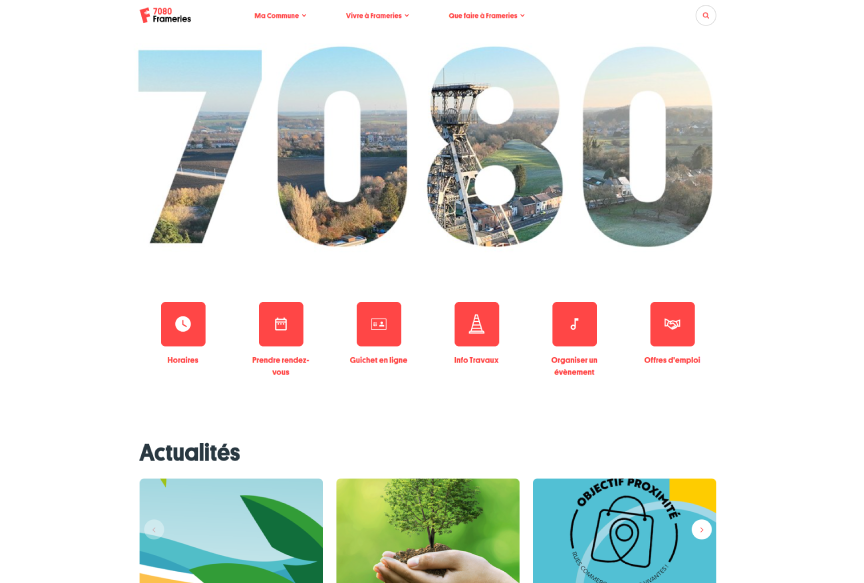 7080
Frameries
Ma Commune
Vivre à Frameries
Que faire à Frameries
7080
Horaires
Prendre rendez-
vous
Guichet en ligne
Info Travaux
Organiser un
évènement
Offres d'emploi
Actualités
OBJECTIF PROXIMITÉ